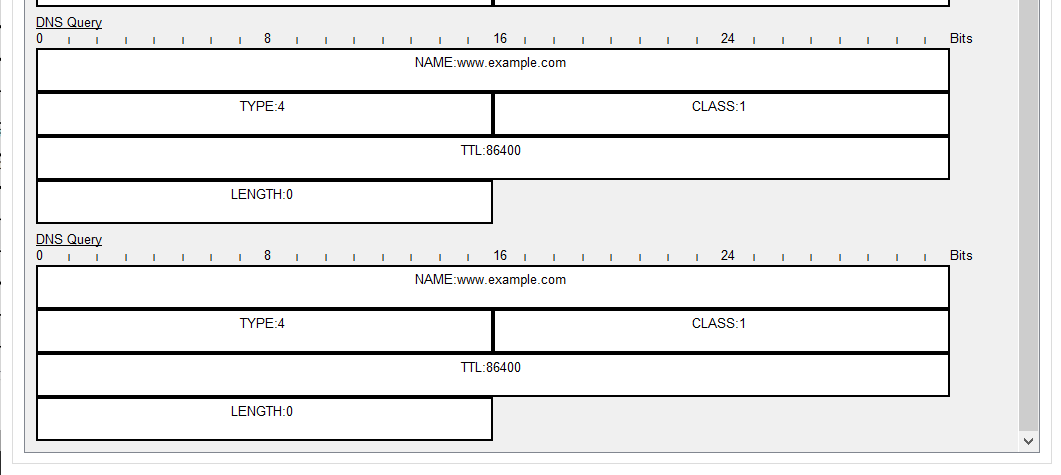 DNS Query
0 8 16 24 Bits
NAME:www.example.com
TYPE:4 CLASS:1
TTL:86400
LENGTH:0
DNS Query
0 8 16 24 Bits
NAME:www.example.com
TYPE:4 CLASS:1
TTL:86400
LENGTH:0